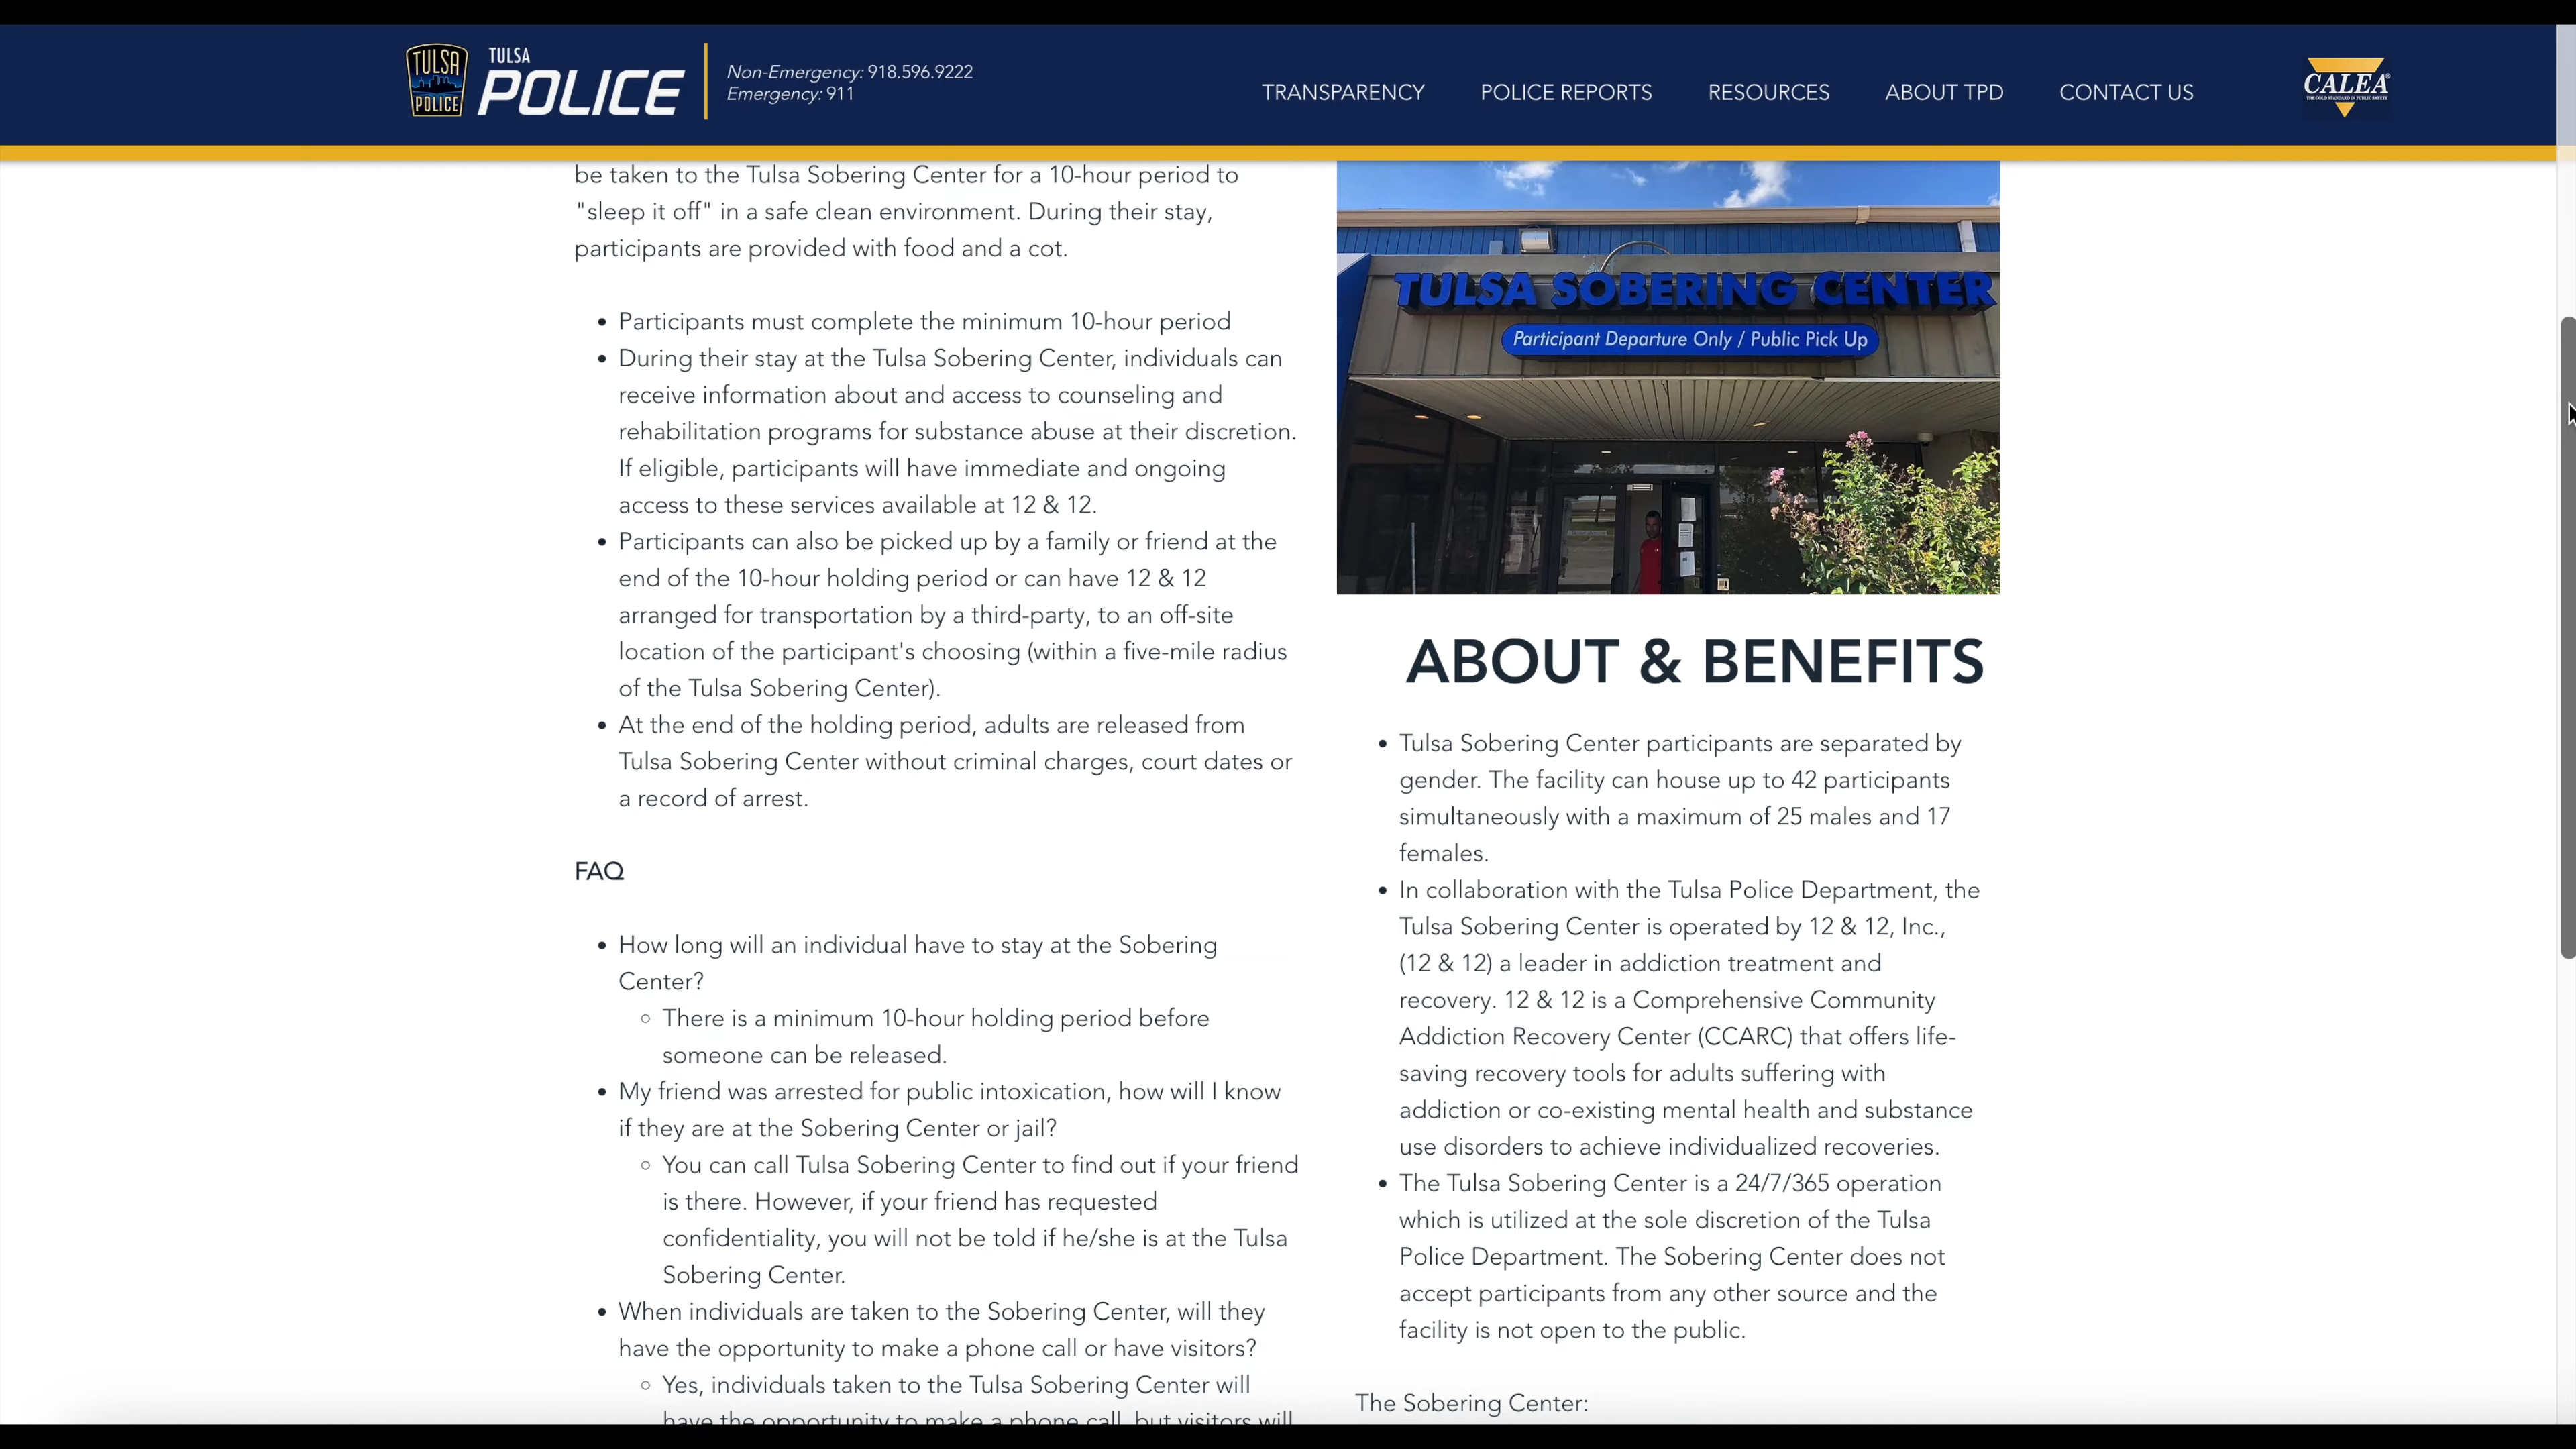 TULSA
POLICE
TULSA
POLICE
Non-Emergency: 918.596.9222
Emergency: 911
TRANSPARENCY
POLICE REPORTS
RESOURCES
ABOUT TPD
CONTACT US
CALEA
THE GOLD STANDARD IN PUBLIC SAFETY
be taken to the Tulsa Sobering Center for a 10-hour period to
"sleep it off" in a safe clean environment. During their stay,
participants are provided with food and a cot.
• Participants must complete the minimum 10-hour period
• During their stay at the Tulsa Sobering Center, individuals can
receive information about and access to counseling and
rehabilitation programs for substance abuse at their discretion.
If eligible, participants will have immediate and ongoing
access to these services available at 12 & 12.
• Participants can also be picked up by a family or friend at the
end of the 10-hour holding period or can have 12 & 12
arranged for transportation by a third-party, to an off-site
location of the participant's choosing (within a five-mile radius
of the Tulsa Sobering Center).
• At the end of the holding period, adults are released from
Tulsa Sobering Center without criminal charges, court dates or
a record of arrest.
FAQ
• How long will an individual have to stay at the Sobering
Center?
○ There is a minimum 10-hour holding period before
someone can be released.
• My friend was arrested for public intoxication, how will I know
if they are at the Sobering Center or jail?
○ You can call Tulsa Sobering Center to find out if your friend
is there. However, if your friend has requested
confidentiality, you will not be told if he/she is at the Tulsa
Sobering Center.
• When individuals are taken to the Sobering Center, will they
have the opportunity to make a phone call or have visitors?
○ Yes, individuals taken to the Tulsa Sobering Center will
have the opportunity to make a phone call, but visitors will
TULSA SOBERING CENTER
Participant Departure Only / Public Pick Up
ABOUT & BENEFITS
• Tulsa Sobering Center participants are separated by
gender. The facility can house up to 42 participants
simultaneously with a maximum of 25 males and 17
females.
• In collaboration with the Tulsa Police Department, the
Tulsa Sobering Center is operated by 12 & 12, Inc.,
(12 & 12) a leader in addiction treatment and
recovery. 12 & 12 is a Comprehensive Community
Addiction Recovery Center (CCARC) that offers life-
saving recovery tools for adults suffering with
addiction or co-existing mental health and substance
use disorders to achieve individualized recoveries.
• The Tulsa Sobering Center is a 24/7/365 operation
which is utilized at the sole discretion of the Tulsa
Police Department. The Sobering Center does not
accept participants from any other source and the
facility is not open to the public.
The Sobering Center: